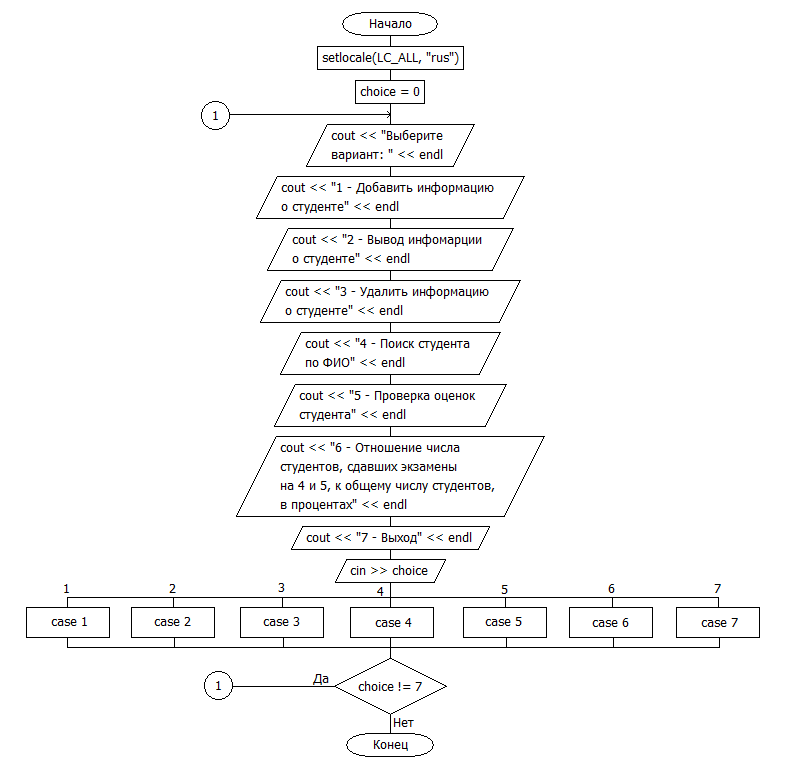 Начало
setlocale(LC_ALL, "rus")
choice = 0
1
cout << "Выберите
вариант: " << endl
cout << "1 - Добавить информацию
о студенте" << endl
cout << "2 - Вывод инфомарции
о студенте" << endl
cout << "3 - Удалить информацию
о студенте" << endl
cout << "4 - Поиск студента
по ФИО" << endl
cout << "5 - Проверка оценок
студента" << endl
cout << "6 - Отношение числа
студентов, сдавших экзамены
на 4 и 5, к общему числу студентов,
в процентах" << endl
cout << "7 - Выход" << endl
cin >> choice
1 2 3 4 5 6 7
case 1 case 2 case 3 case 4 case 5 case 6 case 7
1 Да choice != 7
Нет
Конец